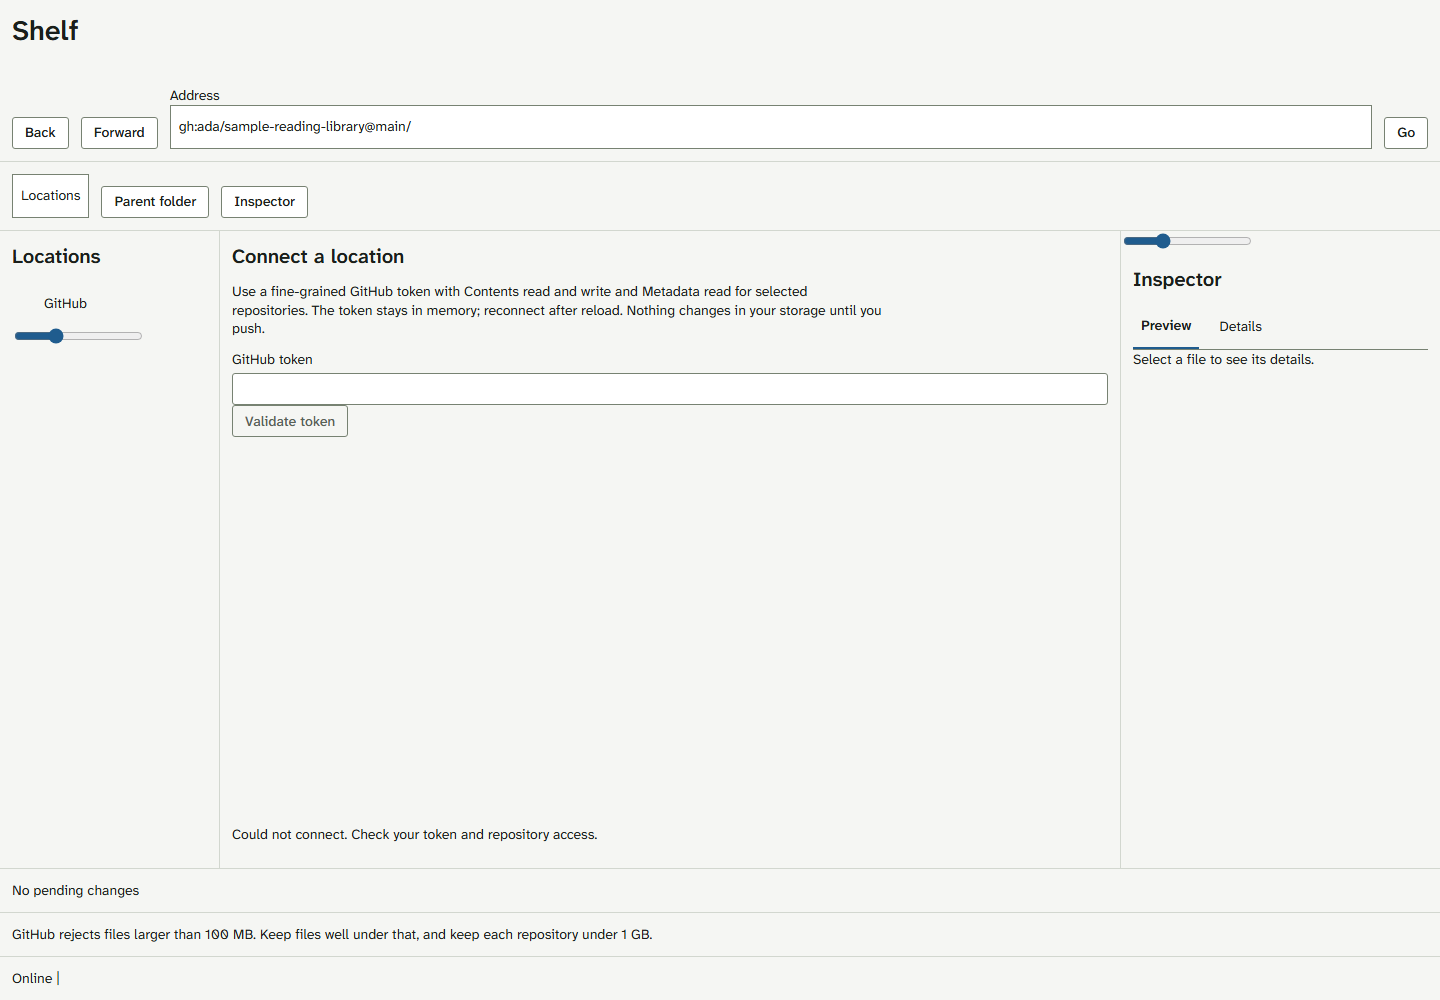 Shelf
Address
Back
Forward
gh:ada/sample-reading-library@main/
Go
Locations
Parent folder
Inspector
Locations
GitHub
Connect a location
Use a fine-grained GitHub token with Contents read and write and Metadata read for selected
repositories. The token stays in memory; reconnect after reload. Nothing changes in your storage until you
push.
GitHub token
Validate token
Could not connect. Check your token and repository access.
Inspector
Preview
Details
Select a file to see its details.
No pending changes
GitHub rejects files larger than 100 MB. Keep files well under that, and keep each repository under 1 GB.
Online